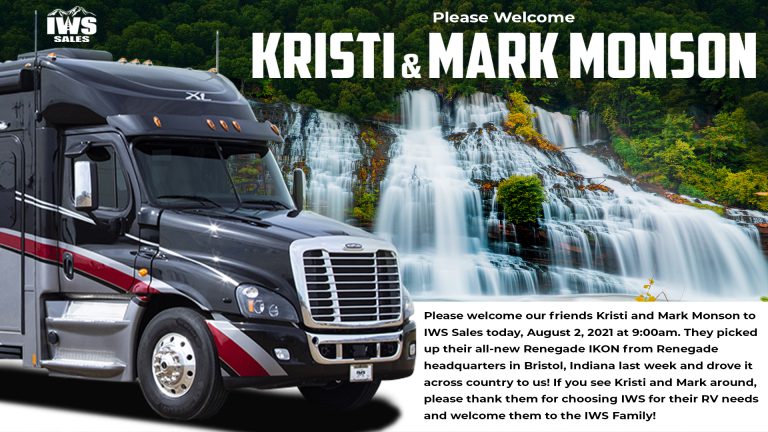 IWS
SALES
Please Welcome
KRISTI & MARK MONSON
XL
Please welcome our friends Kristi and Mark Monson to
IWS Sales today, August 2, 2021 at 9:00am. They picked
up their all-new Renegade IKON from Renegade
headquarters in Bristol, Indiana last week and drove it
across country to us! If you see Kristi and Mark around,
please thank them for choosing IWS for their RV needs
and welcome them to the IWS Family!